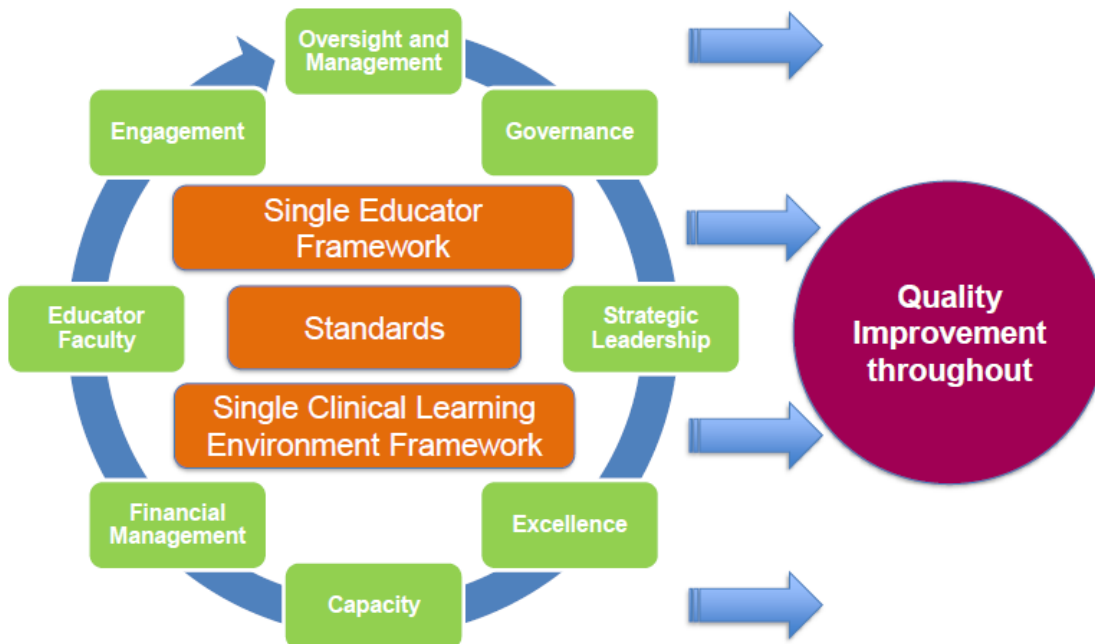 Oversight and
Management
Engagement
Governance
Single Educator
Framework
Educator
Faculty
Standards
Strategic
Leadership
Quality
Improvement
throughout
Single Clinical Learning
Environment Framework
Financial
Management
Excellence
Capacity